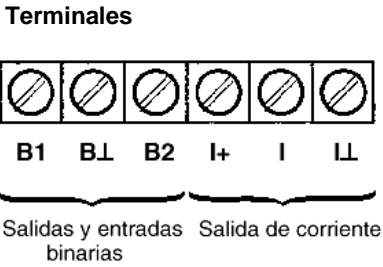 Terminales
B1 B⊥ B2 I+ I I⊥
Salidas y entradas binarias
Salida de corriente